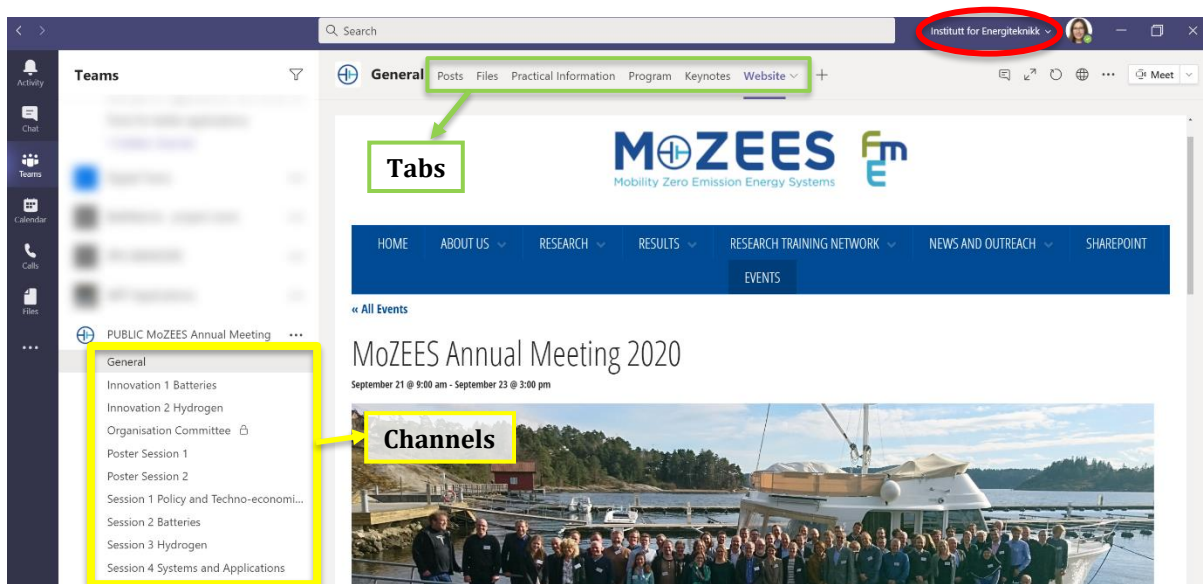 Search
Institutt for Energiteknikk
Activity
Chat
Teams
Calendar
Calls
Files
Teams
PUBLIC MoZEES Annual Meeting
General
Innovation 1 Batteries
Innovation 2 Hydrogen
Organisation Committee
Poster Session 1
Poster Session 2
Session 1 Policy and Techno-economi...
Session 2 Batteries
Session 3 Hydrogen
Session 4 Systems and Applications
Channels
General Posts Files Practical Information Program Keynotes Website
Meet
Tabs
MoZEES FME
Mobility Zero Emission Energy Systems
HOME ABOUT US RESEARCH RESULTS RESEARCH TRAINING NETWORK NEWS AND OUTREACH SHAREPOINT
EVENTS
« All Events
MoZEES Annual Meeting 2020
September 21 @ 9:00 am - September 23 @ 3:00 pm